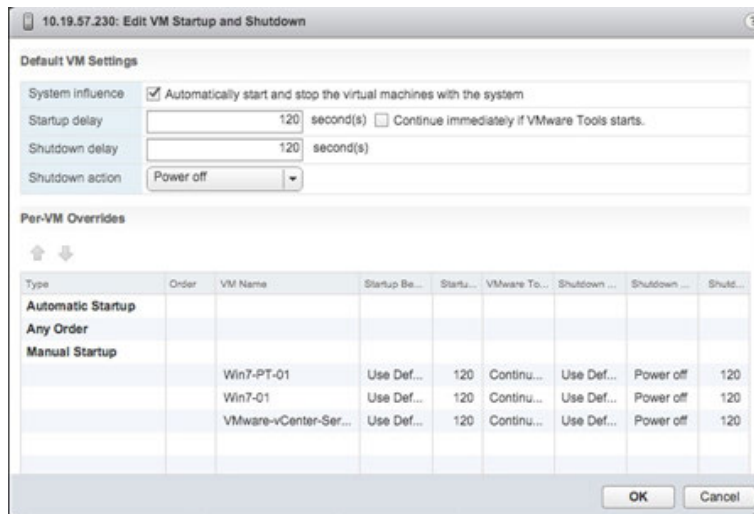 10.19.57.230: Edit VM Startup and Shutdown
Default VM Settings
System influence Automatically start and stop the virtual machines with the system
Startup delay 120 second(s) Continue immediately if VMware Tools starts.
Shutdown delay 120 second(s)
Shutdown action Power off
Per-VM Overrides
Type Order VM Name Startup Be... Startu... VMware To... Shutdown ... Shutdown ... Shutd...
Automatic Startup
Any Order
Manual Startup
Win7-PT-01 Use Def... 120 Continu... Use Def... Power off 120
Win7-01 Use Def... 120 Continu... Use Def... Power off 120
VMware-vCenter-Ser... Use Def... 120 Continu... Use Def... Power off 120
OK Cancel